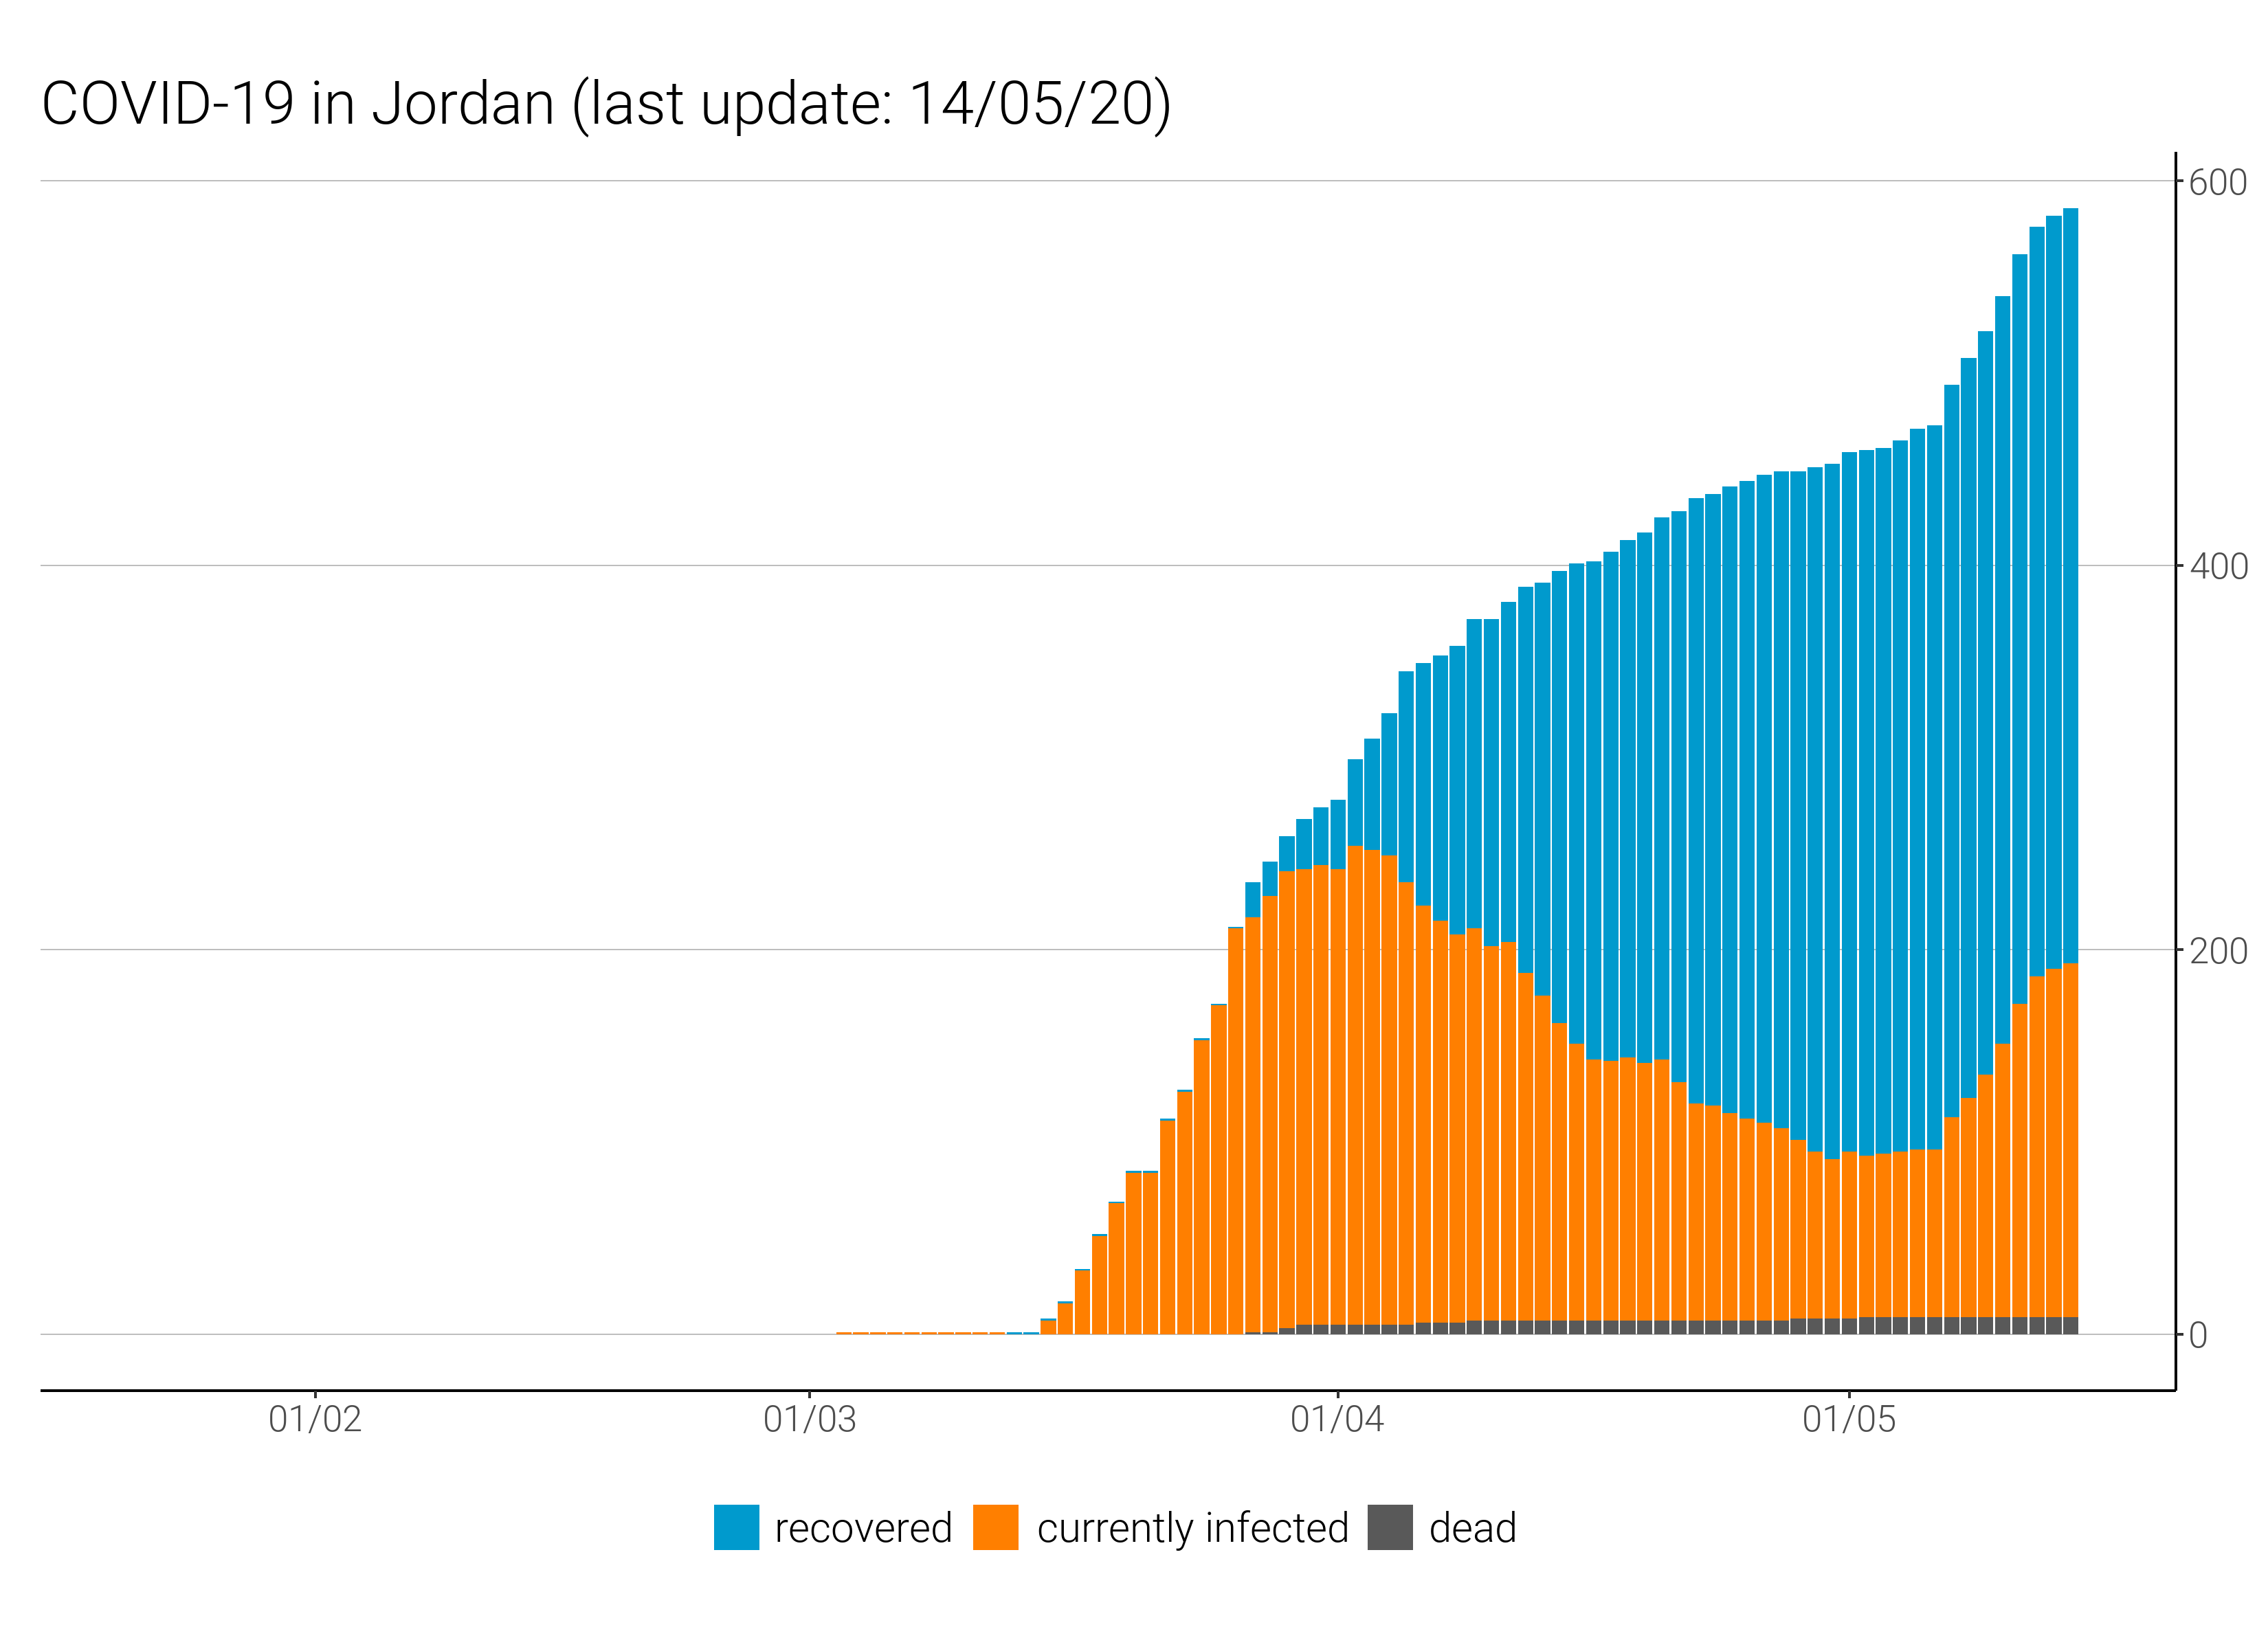 COVID-19 in Jordan (last update: 14/05/20)
600
400
200
0
01/02 01/03 01/04 01/05
recovered currently infected dead